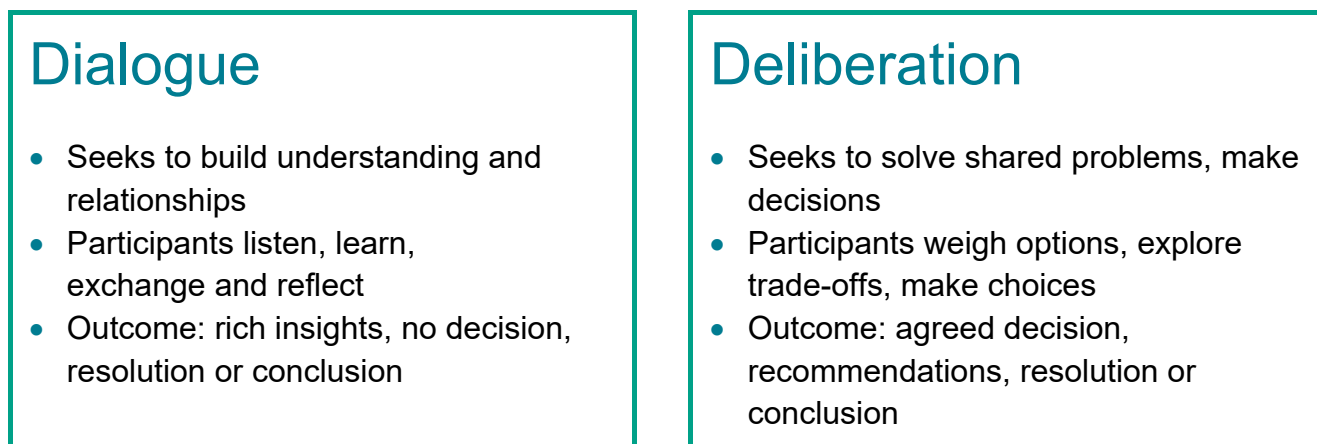 Dialogue
• Seeks to build understanding and
relationships
• Participants listen, learn,
exchange and reflect
• Outcome: rich insights, no decision,
resolution or conclusion
Deliberation
• Seeks to solve shared problems, make
decisions
• Participants weigh options, explore
trade-offs, make choices
• Outcome: agreed decision,
recommendations, resolution or
conclusion